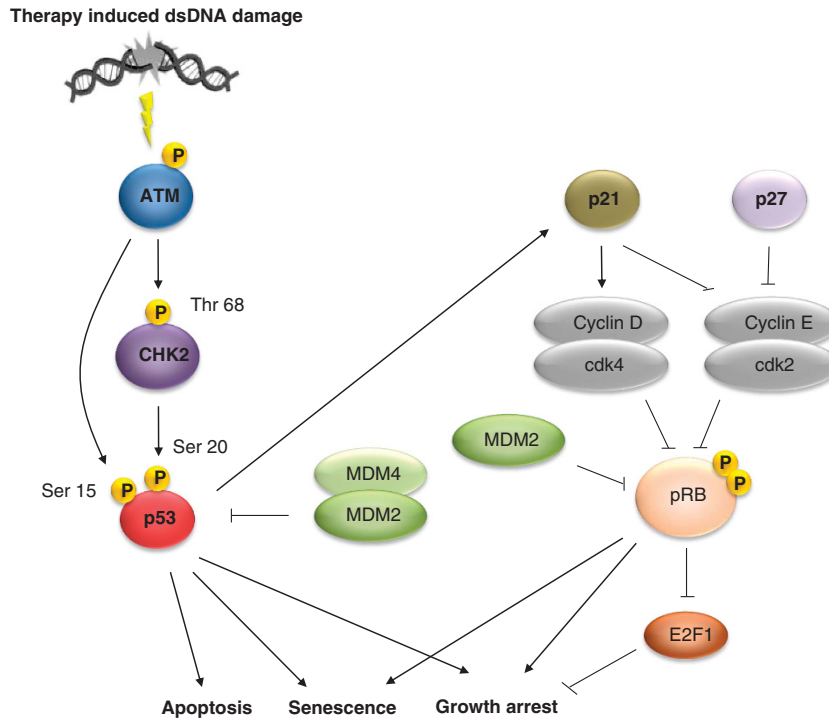 Therapy induced dsDNA damage
P
ATM
p21
p27
P
Thr 68
CHK2
Cyclin D
cdk4
Cyclin E
cdk2
Ser 20
Ser 15
P
P
p53
MDM4
MDM2
MDM2
P
P
pRB
E2F1
Apoptosis
Senescence
Growth arrest